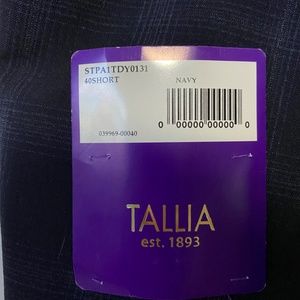 STPA1TDY0131
40SHORT NAVY
0 00000 00000 0
039969-00040
TALLIA
est. 1893